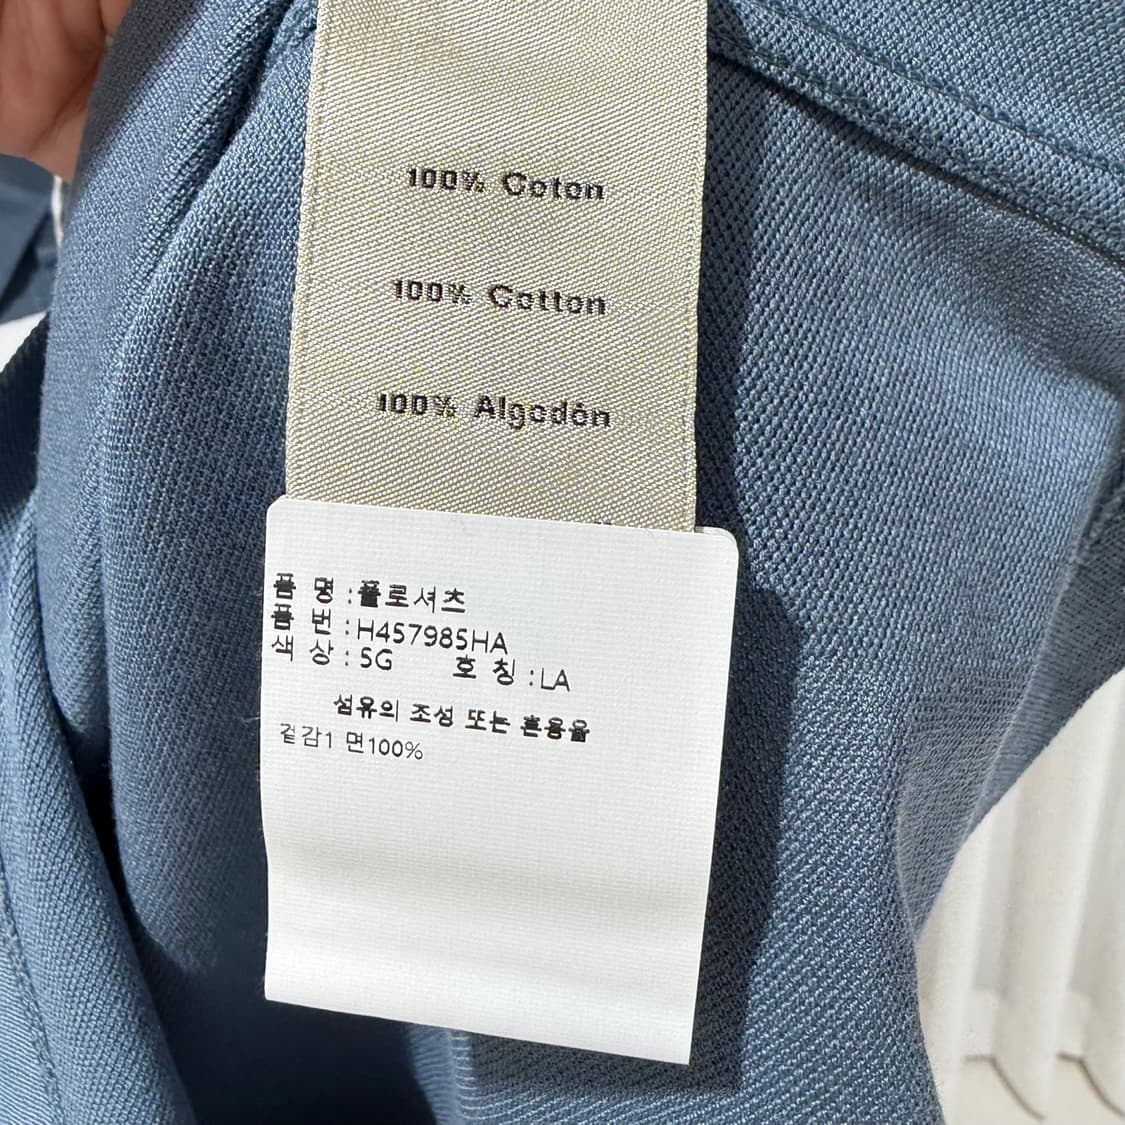 100% Coton
100% Cotton
100% Algodón
품 명 : 폴로셔츠
품 번 : H457985HA
색 상 : 5G 호 칭 : LA
섬유의 조성 또는 혼용율
겉감1 면100%